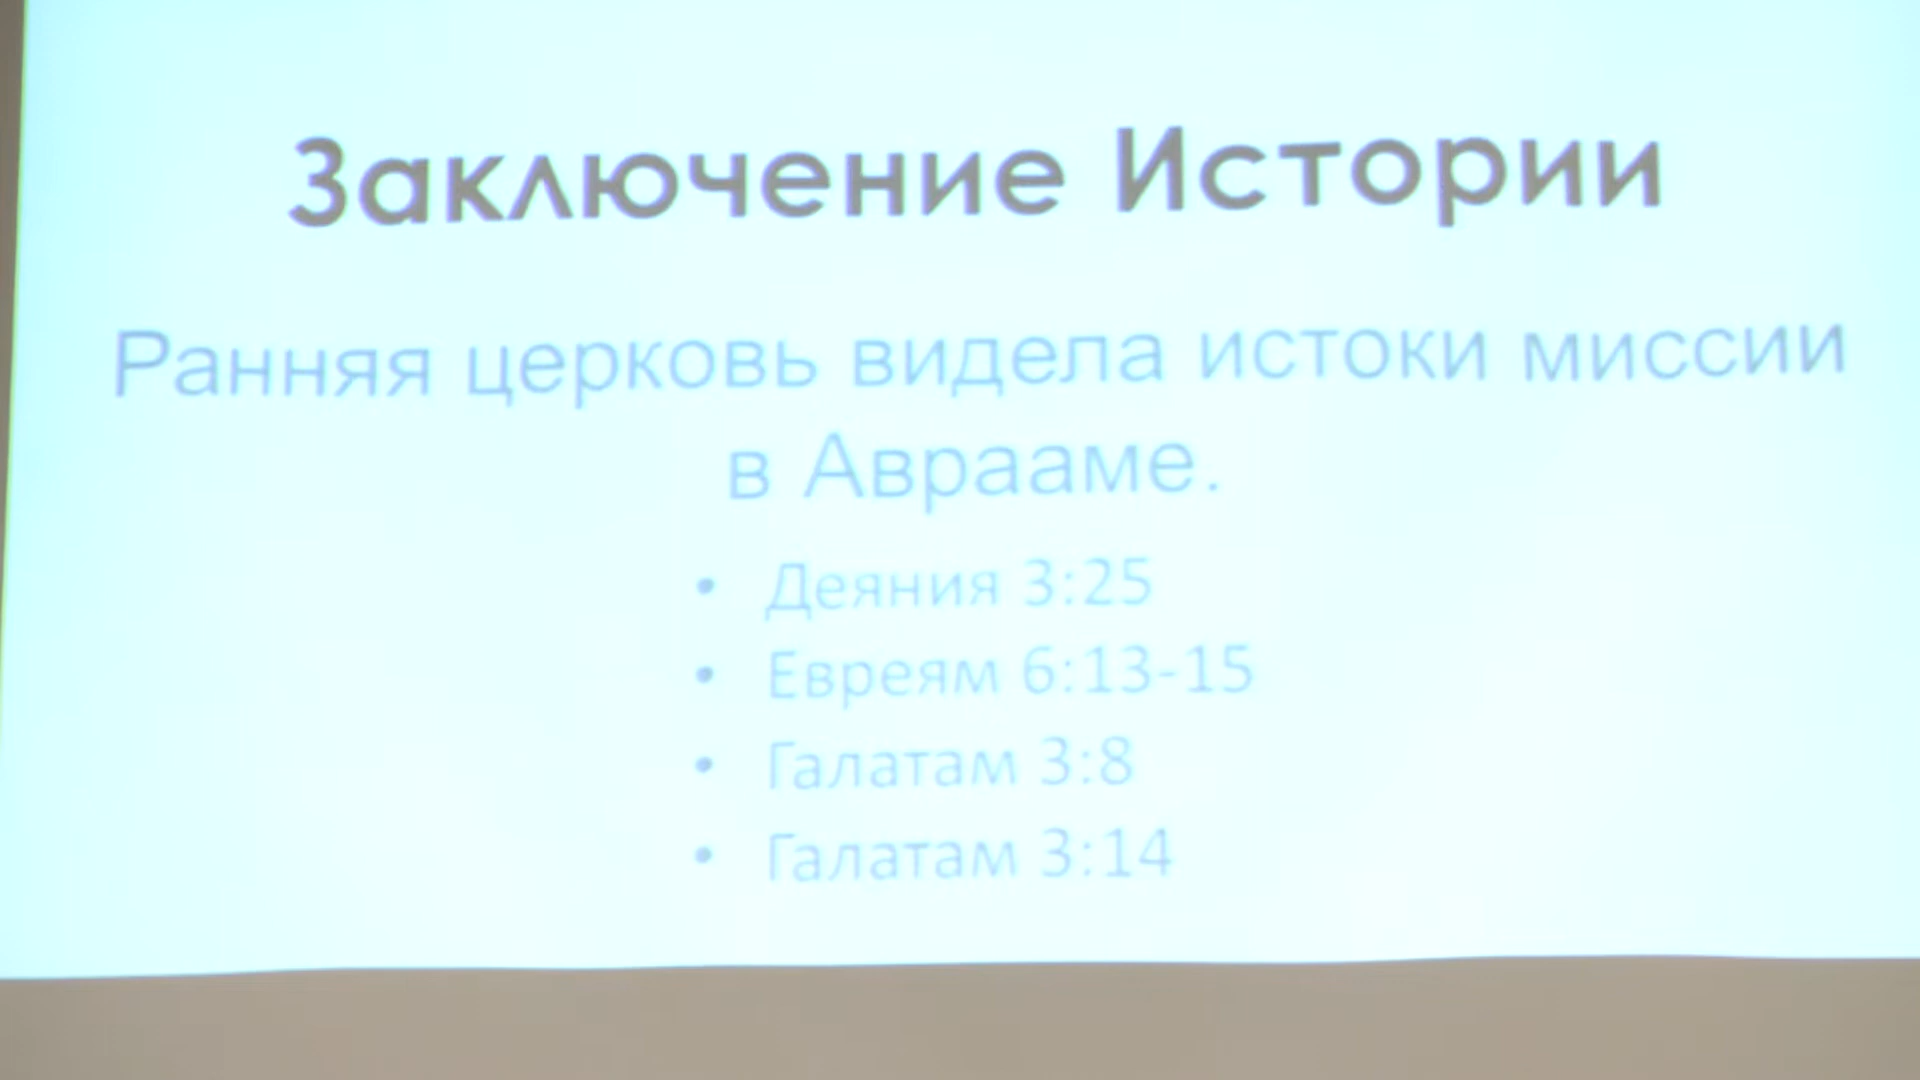 Заключение Истории
Ранняя церковь видела истоки миссии
в Аврааме.
• Деяния 3:25
• Евреям 6:13-15
• Галатам 3:8
• Галатам 3:14